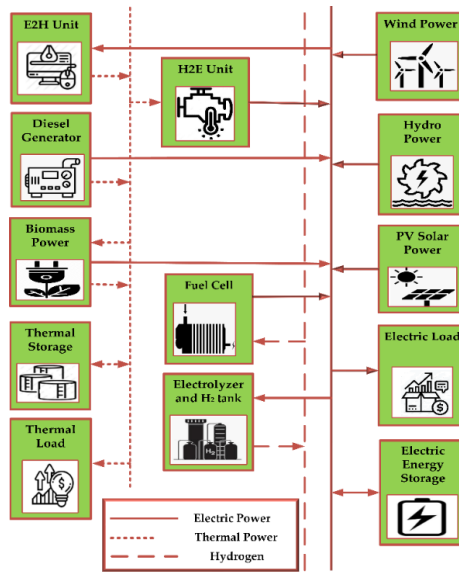 E2H Unit
H2E Unit
Wind Power
Diesel
Generator
Hydro
Power
Biomass
Power
PV Solar
Power
Fuel Cell
Thermal
Storage
Electric Load
Electrolyzer
and H₂ tank
H₂
Thermal
Load
Electric
Energy
Storage
Electric Power
Thermal Power
Hydrogen